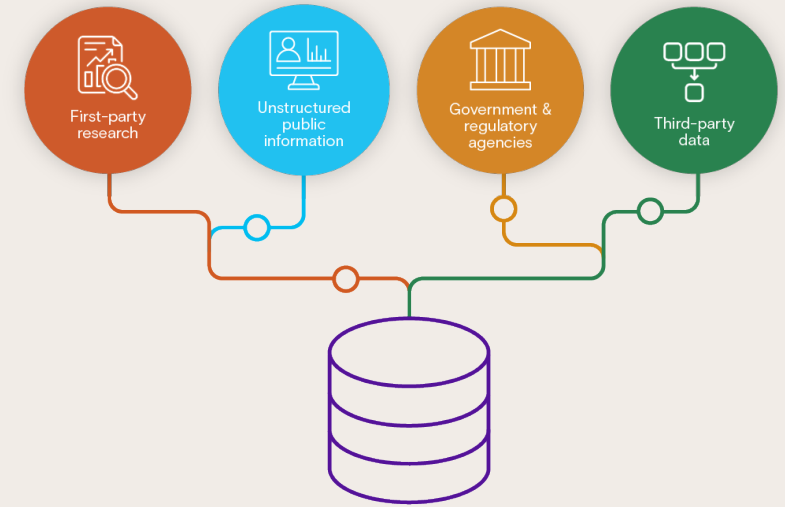 First-party
research
Unstructured
public
information
Government &
regulatory
agencies
Third-party
data